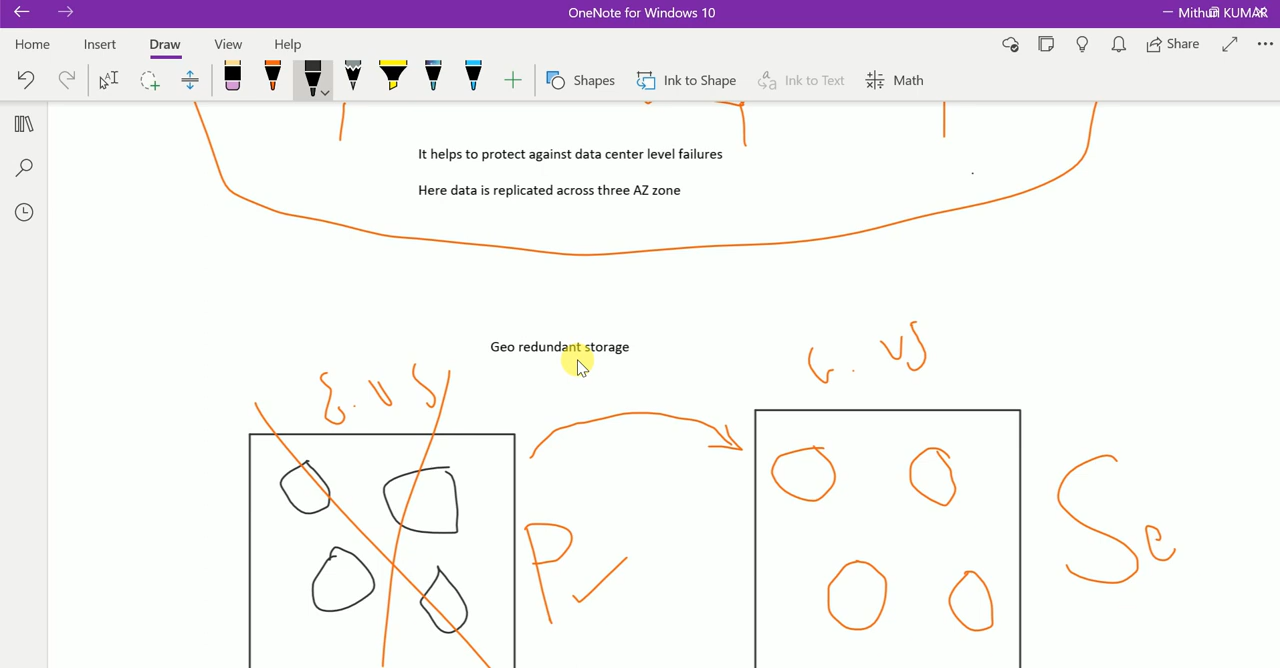 OneNote for Windows 10
Home Insert Draw View Help
Share
Shapes Ink to Shape Ink to Text Math
It helps to protect against data center level failures
Here data is replicated across three AZ zone
Geo redundant storage
P
Se